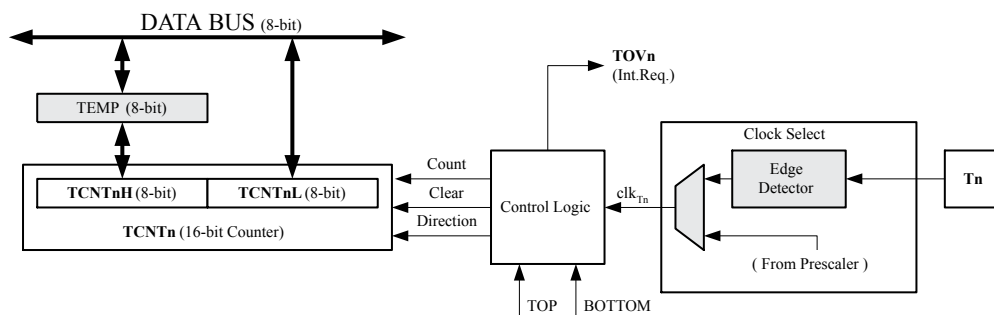 DATA BUS (8-bit)
TOVn
(Int.Req.)
TEMP (8-bit)
Clock Select
Count
Edge
Detector
Tn
TCNTnH (8-bit) TCNTnL (8-bit)
Clear
Control Logic
clkTn
TCNTn (16-bit Counter)
Direction
( From Prescaler )
TOP
BOTTOM